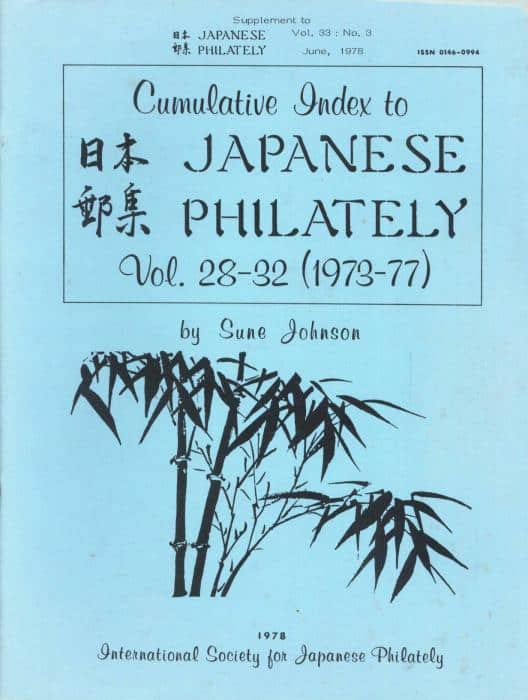 Supplement to
日本 JAPANESE Vol. 33 : No. 3
郵集 PHILATELY June, 1978 ISSN 0146-0994
Cumulative Index to
日本 JAPANESE
郵集 PHILATELY
Vol. 28-32 (1973-77)
by Sune Johnson
1978
International Society for Japanese Philately